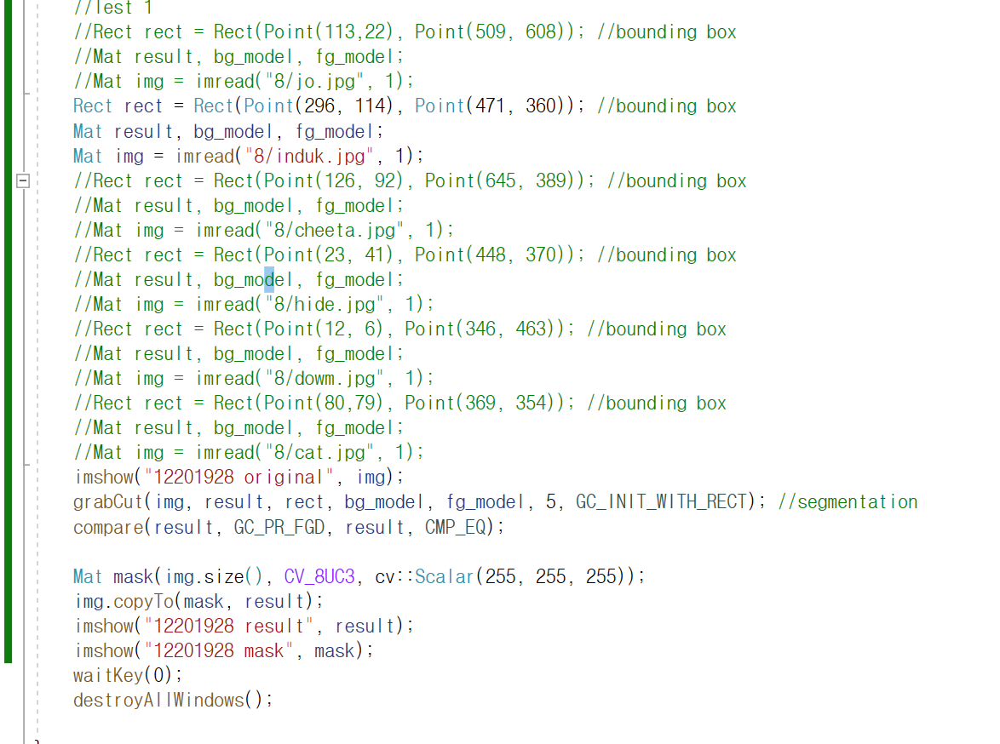 //Test 1
//Rect rect = Rect(Point(113,22), Point(509, 608)); //bounding box
//Mat result, bg_model, fg_model;
//Mat img = imread("8/jo.jpg", 1);
Rect rect = Rect(Point(296, 114), Point(471, 360)); //bounding box
Mat result, bg_model, fg_model;
Mat img = imread("8/induk.jpg", 1);
//Rect rect = Rect(Point(126, 92), Point(645, 389)); //bounding box
//Mat result, bg_model, fg_model;
//Mat img = imread("8/cheeta.jpg", 1);
//Rect rect = Rect(Point(23, 41), Point(448, 370)); //bounding box
//Mat result, bg_model, fg_model;
//Mat img = imread("8/hide.jpg", 1);
//Rect rect = Rect(Point(12, 6), Point(346, 463)); //bounding box
//Mat result, bg_model, fg_model;
//Mat img = imread("8/dowm.jpg", 1);
//Rect rect = Rect(Point(80,79), Point(369, 354)); //bounding box
//Mat result, bg_model, fg_model;
//Mat img = imread("8/cat.jpg", 1);
imshow("12201928 original", img);
grabCut(img, result, rect, bg_model, fg_model, 5, GC_INIT_WITH_RECT); //segmentation
compare(result, GC_PR_FGD, result, CMP_EQ);
Mat mask(img.size(), CV_8UC3, cv::Scalar(255, 255, 255));
img.copyTo(mask, result);
imshow("12201928 result", result);
imshow("12201928 mask", mask);
waitKey(0);
destroyAllWindows();